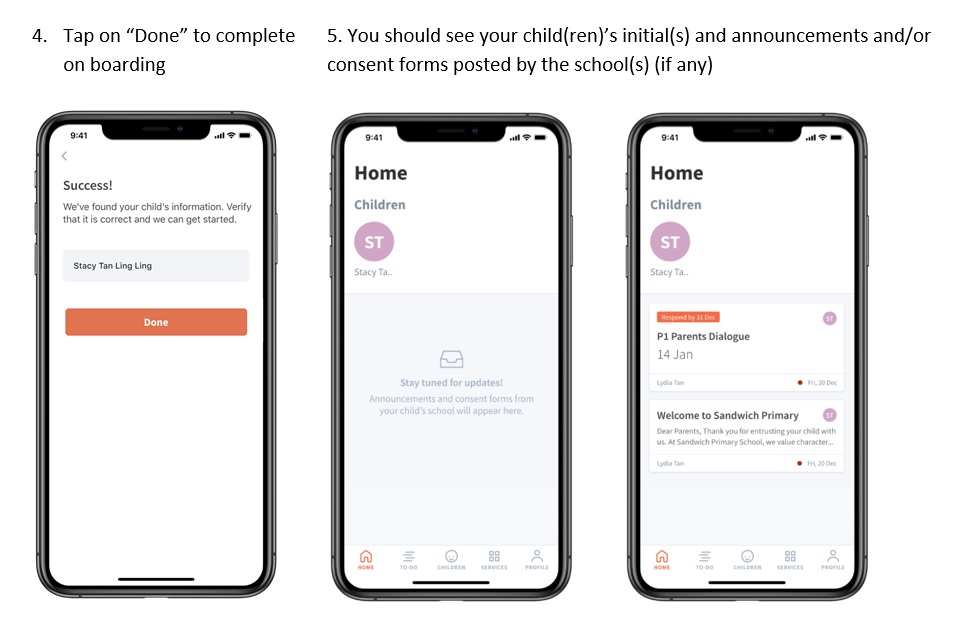 4. Tap on “Done” to complete
on boarding
5. You should see your child(ren)’s initial(s) and announcements and/or
consent forms posted by the school(s) (if any)
9:41
Success!
We've found your child's information. Verify
that it is correct and we can get started.
Stacy Tan Ling Ling
Done
9:41
Home
Children
ST
Stacy Ta..
Stay tuned for updates!
Announcements and consent forms from
your child's school will appear here.
HOME TO-DO CHILDREN SERVICES PROFILE
9:41
Home
Children
ST
Stacy Ta..
Respond by 31 Dec
ST
P1 Parents Dialogue
14 Jan
Lydia Tan Fri, 20 Dec
Welcome to Sandwich Primary ST
Dear Parents, Thank you for entrusting your child with
us. At Sandwich Primary School, we value character...
Lydia Tan Fri, 20 Dec
HOME TO-DO CHILDREN SERVICES PROFILE